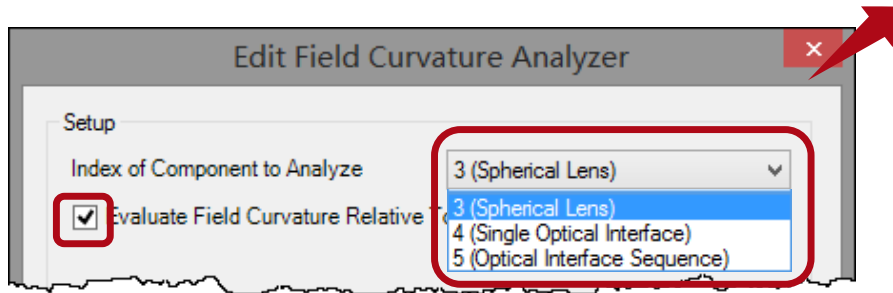 Edit Field Curvature Analyzer
Setup
Index of Component to Analyze
3 (Spherical Lens)
Evaluate Field Curvature Relative
3 (Spherical Lens)
4 (Single Optical Interface)
5 (Optical Interface Sequence)